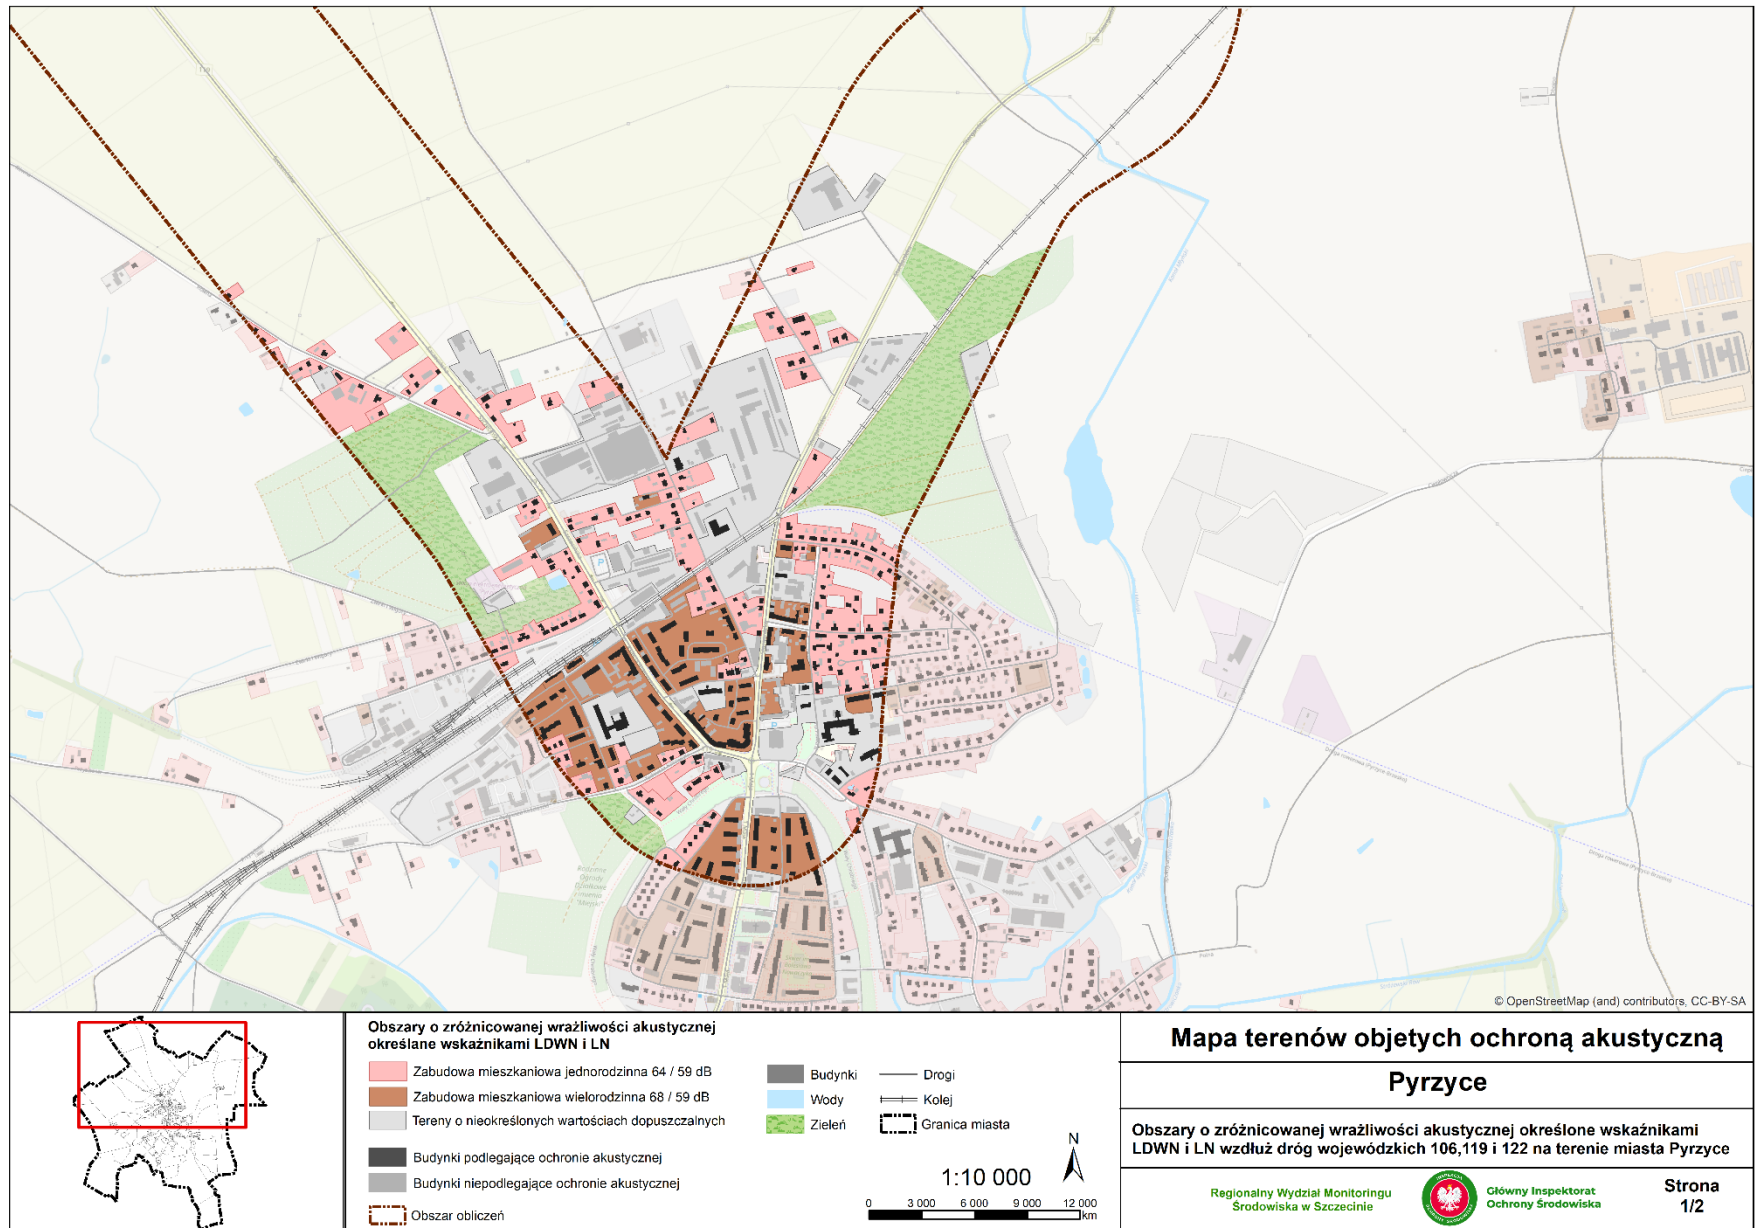 P
P
Rodzinne
Ogrody
Działkowe
© OpenStreetMap (and) contributors, CC-BY-SA
Obszary o zróżnicowanej wrażliwości akustycznej
określane wskaźnikami LDWN i LN
Zabudowa mieszkaniowa jednorodzinna 64 / 59 dB
Zabudowa mieszkaniowa wielorodzinna 68 / 59 dB
Tereny o nieokreślonych wartościach dopuszczalnych
Budynki podlegające ochronie akustycznej
Budynki niepodlegające ochronie akustycznej
Obszar obliczeń
Budynki
Wody
Zieleń
Drogi
Kolej
Granica miasta
N
1:10 000
0 3 000 6 000 9 000 12 000
km
Mapa terenów objetych ochroną akustyczną
Pyrzyce
Obszary o zróżnicowanej wrażliwości akustycznej określone wskaźnikami
LDWN i LN wzdłuż dróg wojewódzkich 106,119 i 122 na terenie miasta Pyrzyce
Regionalny Wydział Monitoringu
Środowiska w Szczecinie
Główny Inspektorat
Ochrony Środowiska
Strona
1/2